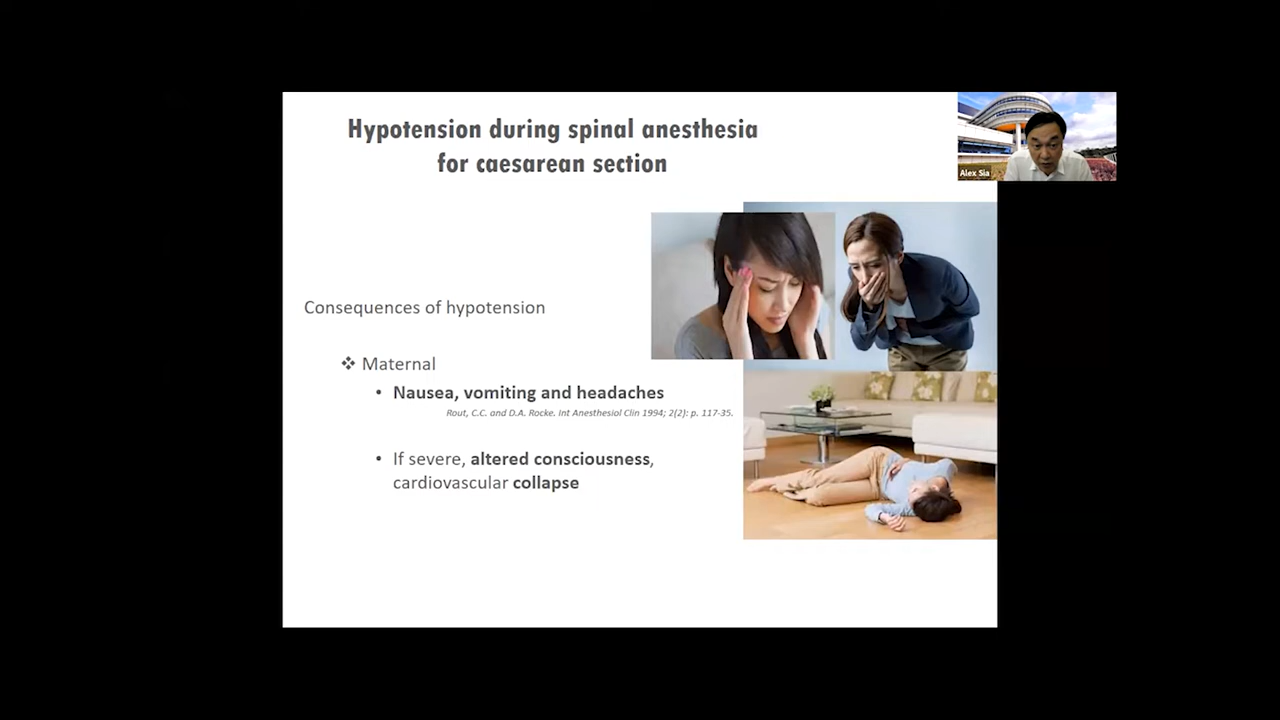 Hypotension during spinal anesthesia
for caesarean section
Alex Sia
Consequences of hypotension
❖ Maternal
• Nausea, vomiting and headaches
Rout, C.C. and D.A. Rocke. Int Anesthesiol Clin 1994; 2(2): p. 117-35.
• If severe, altered consciousness,
cardiovascular collapse